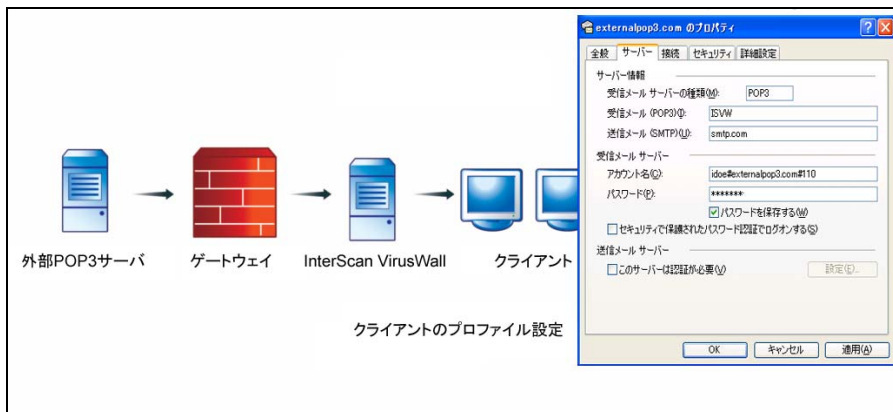 外部POP3サーバ
ゲートウェイ
InterScan VirusWall
クライアント
クライアントのプロファイル設定
externalpop3.com のプロパティ
全般 サーバー 接続 セキュリティ 詳細設定
サーバー情報
受信メール サーバーの種類(M): POP3
受信メール (POP3)(I): ISVW
送信メール (SMTP)(U): smtp.com
受信メール サーバー
アカウント名(C): idoe#externalpop3.com#110
パスワード(P): *******
パスワードを保存する(W)
セキュリティで保護されたパスワード認証でログオンする(S)
送信メール サーバー
このサーバーは認証が必要(V) 設定(E)...
OK キャンセル 適用(A)